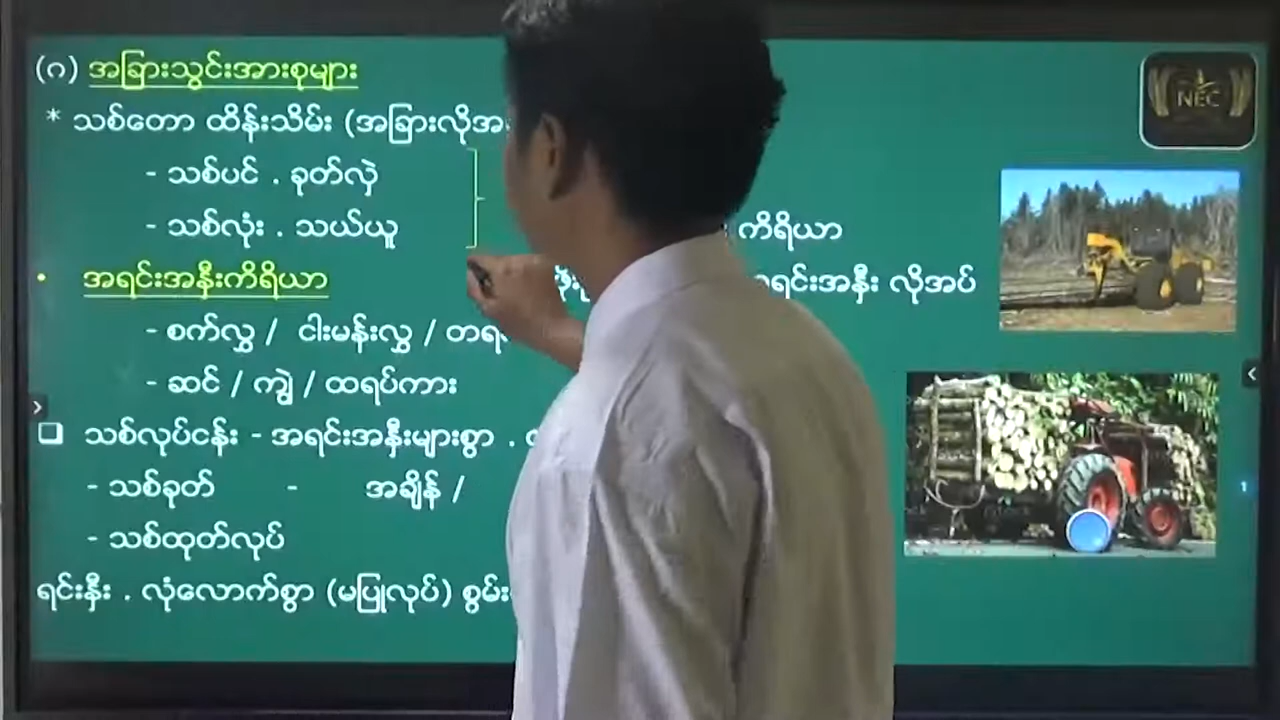 (ဂ) အခြားသွင်းအားစုများ
* သစ်တော ထိန်းသိမ်း (အခြားလိုအ
- သစ်ပင် . ခုတ်လှဲ
- သစ်လုံး . သယ်ယူ
ကိရိယာ
• အရင်းအနှီးကိရိယာ
အရင်းအနှီး လိုအပ်
- စက်လွှ / ငါးမန်းလွှ /
- ဆင် / ကျွဲ / ထရပ်ကား
❑ သစ်လုပ်ငန်း - အရင်းအနှီးများစွာ .
- သစ်ခုတ် - အချိန် /
- သစ်ထုတ်လုပ်
ရင်းနှီး . လုံလောက်စွာ (မပြုလုပ်) စွမ်း
NEC